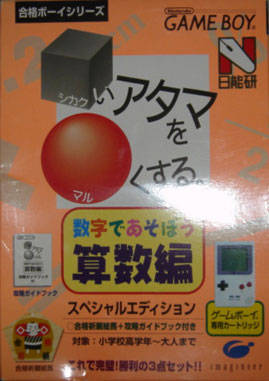 合格ボーイシリーズ
Nintendo
GAME BOY
N
日能研
シカク
いアタマ
を
マル
くする。
数字であそぼう
算数編
算数編
攻略ガイドブック
スペシャルエディション
合格祈願絵馬+攻略ガイドブック付き
対象:小学校高学年～大人まで
ゲームボーイ
専用カートリッジ
合格祈願絵馬
これで完璧!勝利の3点セット!!
imagineer